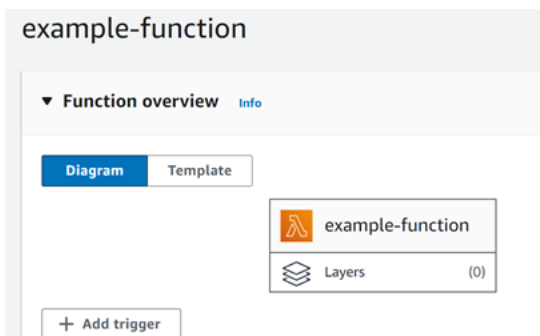 example-function
Function overview Info
Diagram Template
example-function
Layers (0)
+ Add trigger